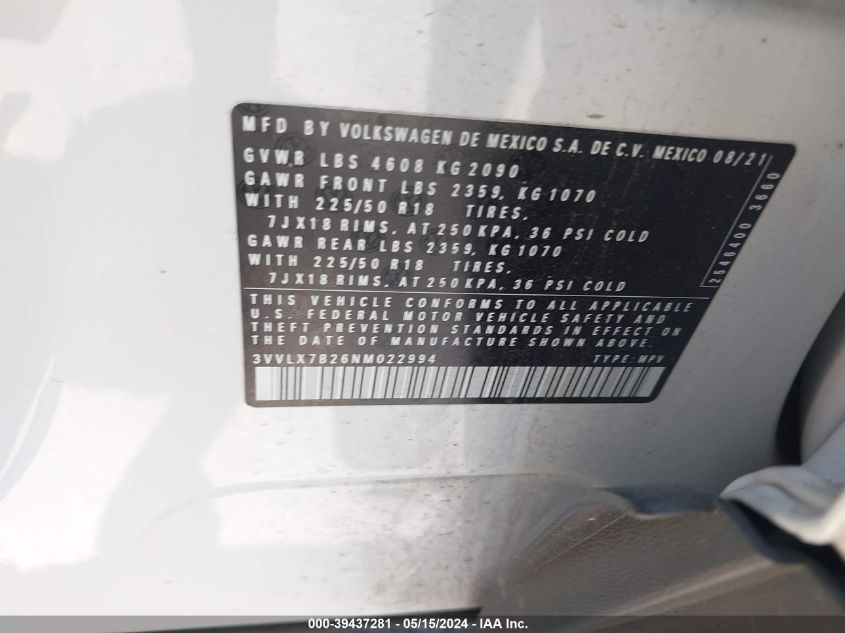 MFD BY VOLKSWAGEN DE MEXICO S.A. DE C.V. MEXICO 08/21
GVWR LBS 4608 KG 2090
GAWR FRONT LBS 2359, KG 1070
WITH 225/50 R18 TIRES,
7JX18 RIMS, AT 250 KPA, 36 PSI COLD
GAWR REAR LBS 2359, KG 1070
WITH 225/50 R18 TIRES,
7JX18 RIMS, AT 250 KPA, 36 PSI COLD
2546400 3660
THIS VEHICLE CONFORMS TO ALL APPLICABLE
U.S. FEDERAL MOTOR VEHICLE SAFETY AND
THEFT PREVENTION STANDARDS IN EFFECT ON
THE DATE OF MANUFACTURE SHOWN ABOVE.
3VVLX7B26NM022994 TYPE: MPV
000-39437281 - 05/15/2024 - IAA Inc.